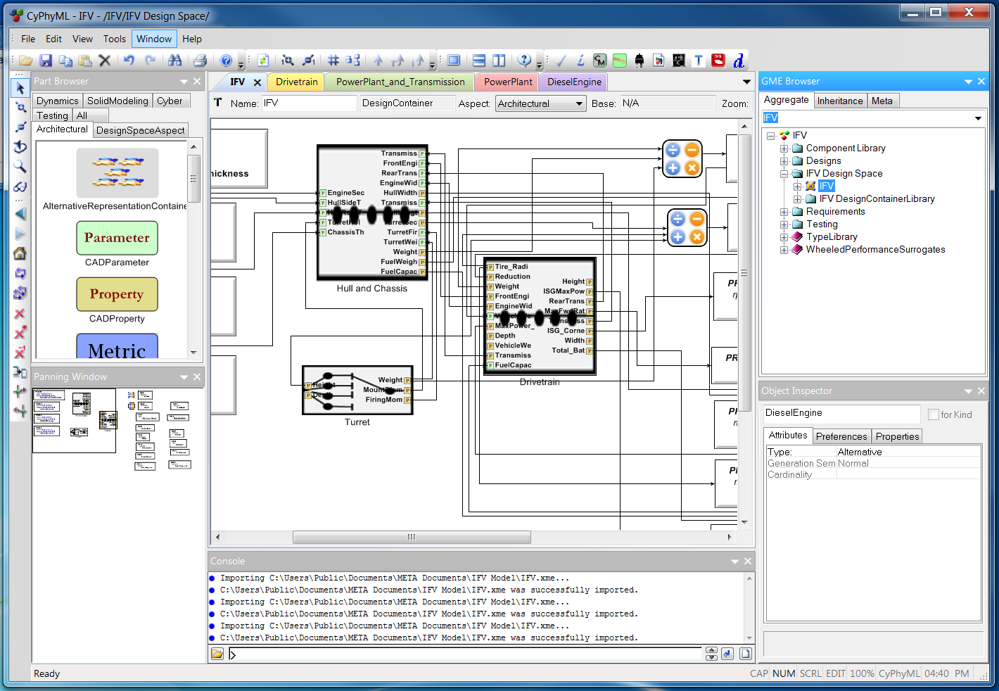 CyPhyML - IFV - /IFV/IFV Design Space/
File Edit View Tools Window Help
Part Browser
Dynamics SolidModeling Cyber
Testing All
Architectural DesignSpaceAspect
AlternativeRepresentationContaine
Parameter
CADParameter
Property
CADProperty
Metric
Panning Window
IFV Drivetrain PowerPlant_and_Transmission PowerPlant DieselEngine
T Name: IFV DesignContainer Aspect: Architectural Base: N/A Zoom:
hickness
Transmiss
FrontEngi
RearTrans
EngineWid
EngineSec HullWidth
HullSideT Transmiss
TurretSec
ChassisTh TurretFir
TurretWei
Weight
FuelWeigh
FuelCapac
Hull and Chassis
Tire_Radi
Reduction Height
Weight ISGMaxPow
FrontEngi RearTrans
EngineWid MaxFwdRat
MaxPower_ ISG_Corne
Depth Width
VehicleWe Total_Bat
Transmiss
FuelCapac
Drivetrain
Weight
FiringMom
Turret
Console
Importing C:\Users\Public\Documents\META Documents\IFV Model\IFV.xme...
C:\Users\Public\Documents\META Documents\IFV Model\IFV.xme was successfully imported.
Importing C:\Users\Public\Documents\META Documents\IFV Model\IFV.xme...
C:\Users\Public\Documents\META Documents\IFV Model\IFV.xme was successfully imported.
Importing C:\Users\Public\Documents\META Documents\IFV Model\IFV.xme...
C:\Users\Public\Documents\META Documents\IFV Model\IFV.xme was successfully imported.
GME Browser
Aggregate Inheritance Meta
IFV
IFV
Component Library
Designs
IFV Design Space
IFV
IFV DesignContainerLibrary
Requirements
Testing
TypeLibrary
WheeledPerformanceSurrogates
Object Inspector
DieselEngine for Kind
Attributes Preferences Properties
Type: Alternative
Generation Sem Normal
Cardinality
Ready CAP NUM SCRL EDIT 100% CyPhyML 04:40 PM